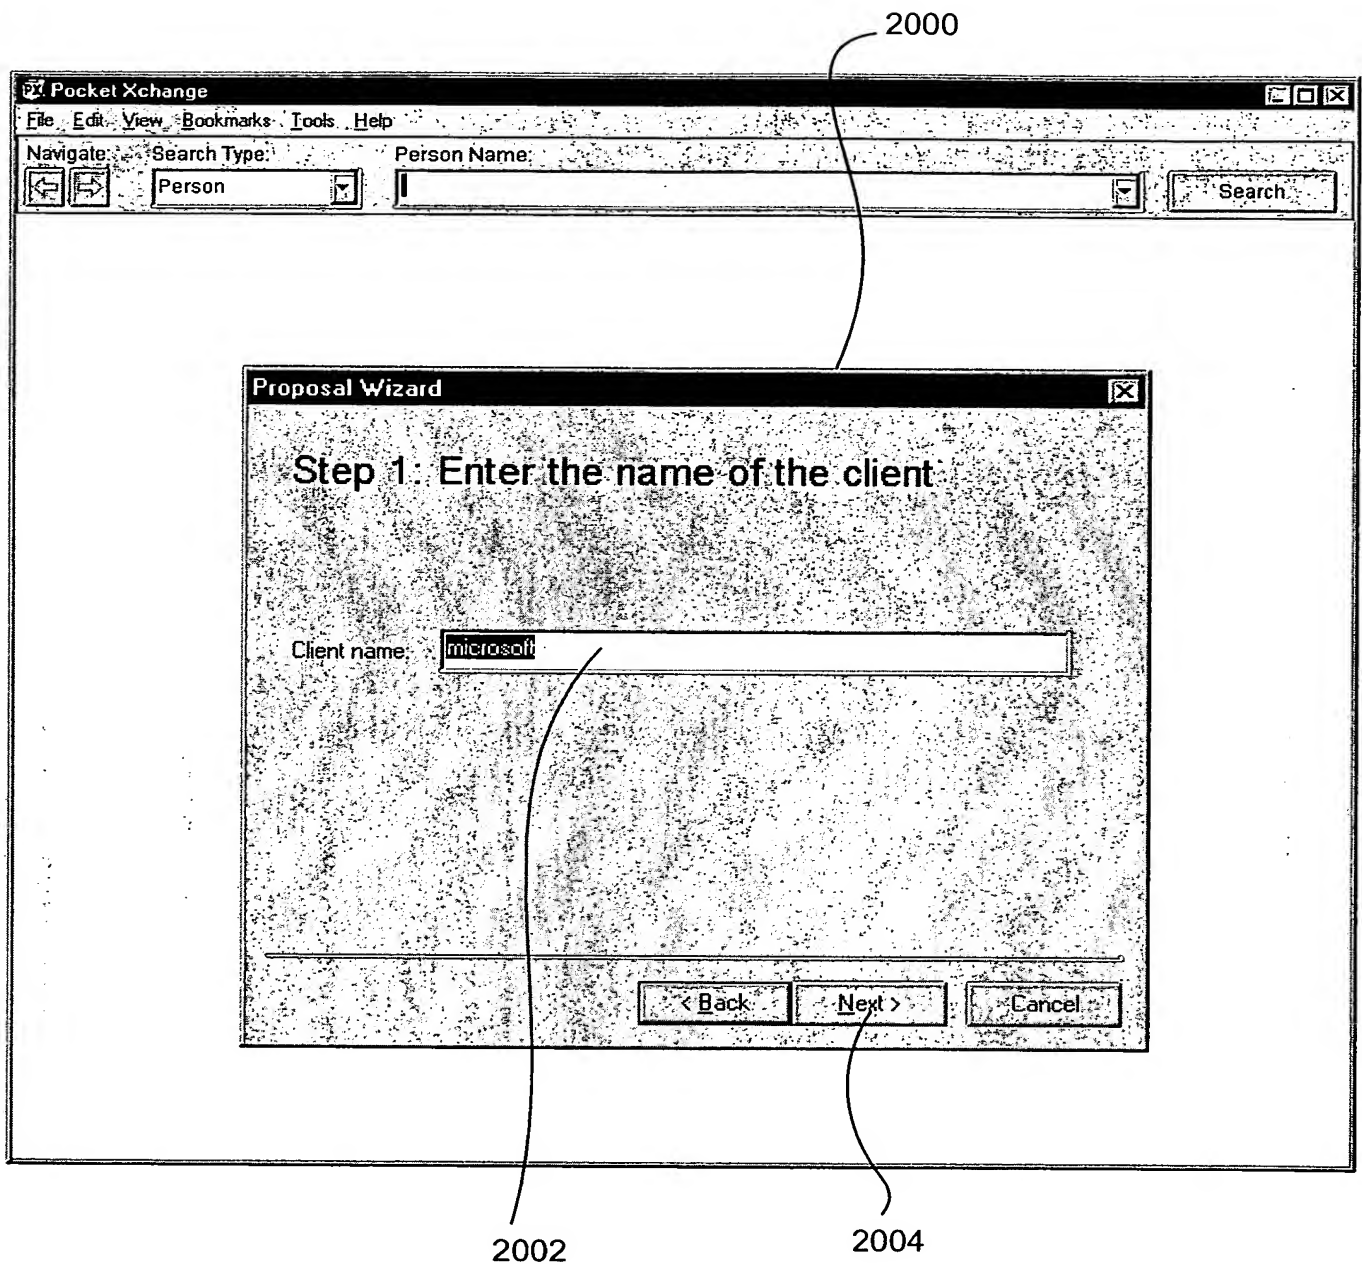 2000
PX Pocket Xchange
File Edit View Bookmarks Tools Help
Navigate: Search Type: Person Name:
Person Search
Proposal Wizard
Step 1: Enter the name of the client
Client name: microsoft
< Back Next > Cancel
2002 2004